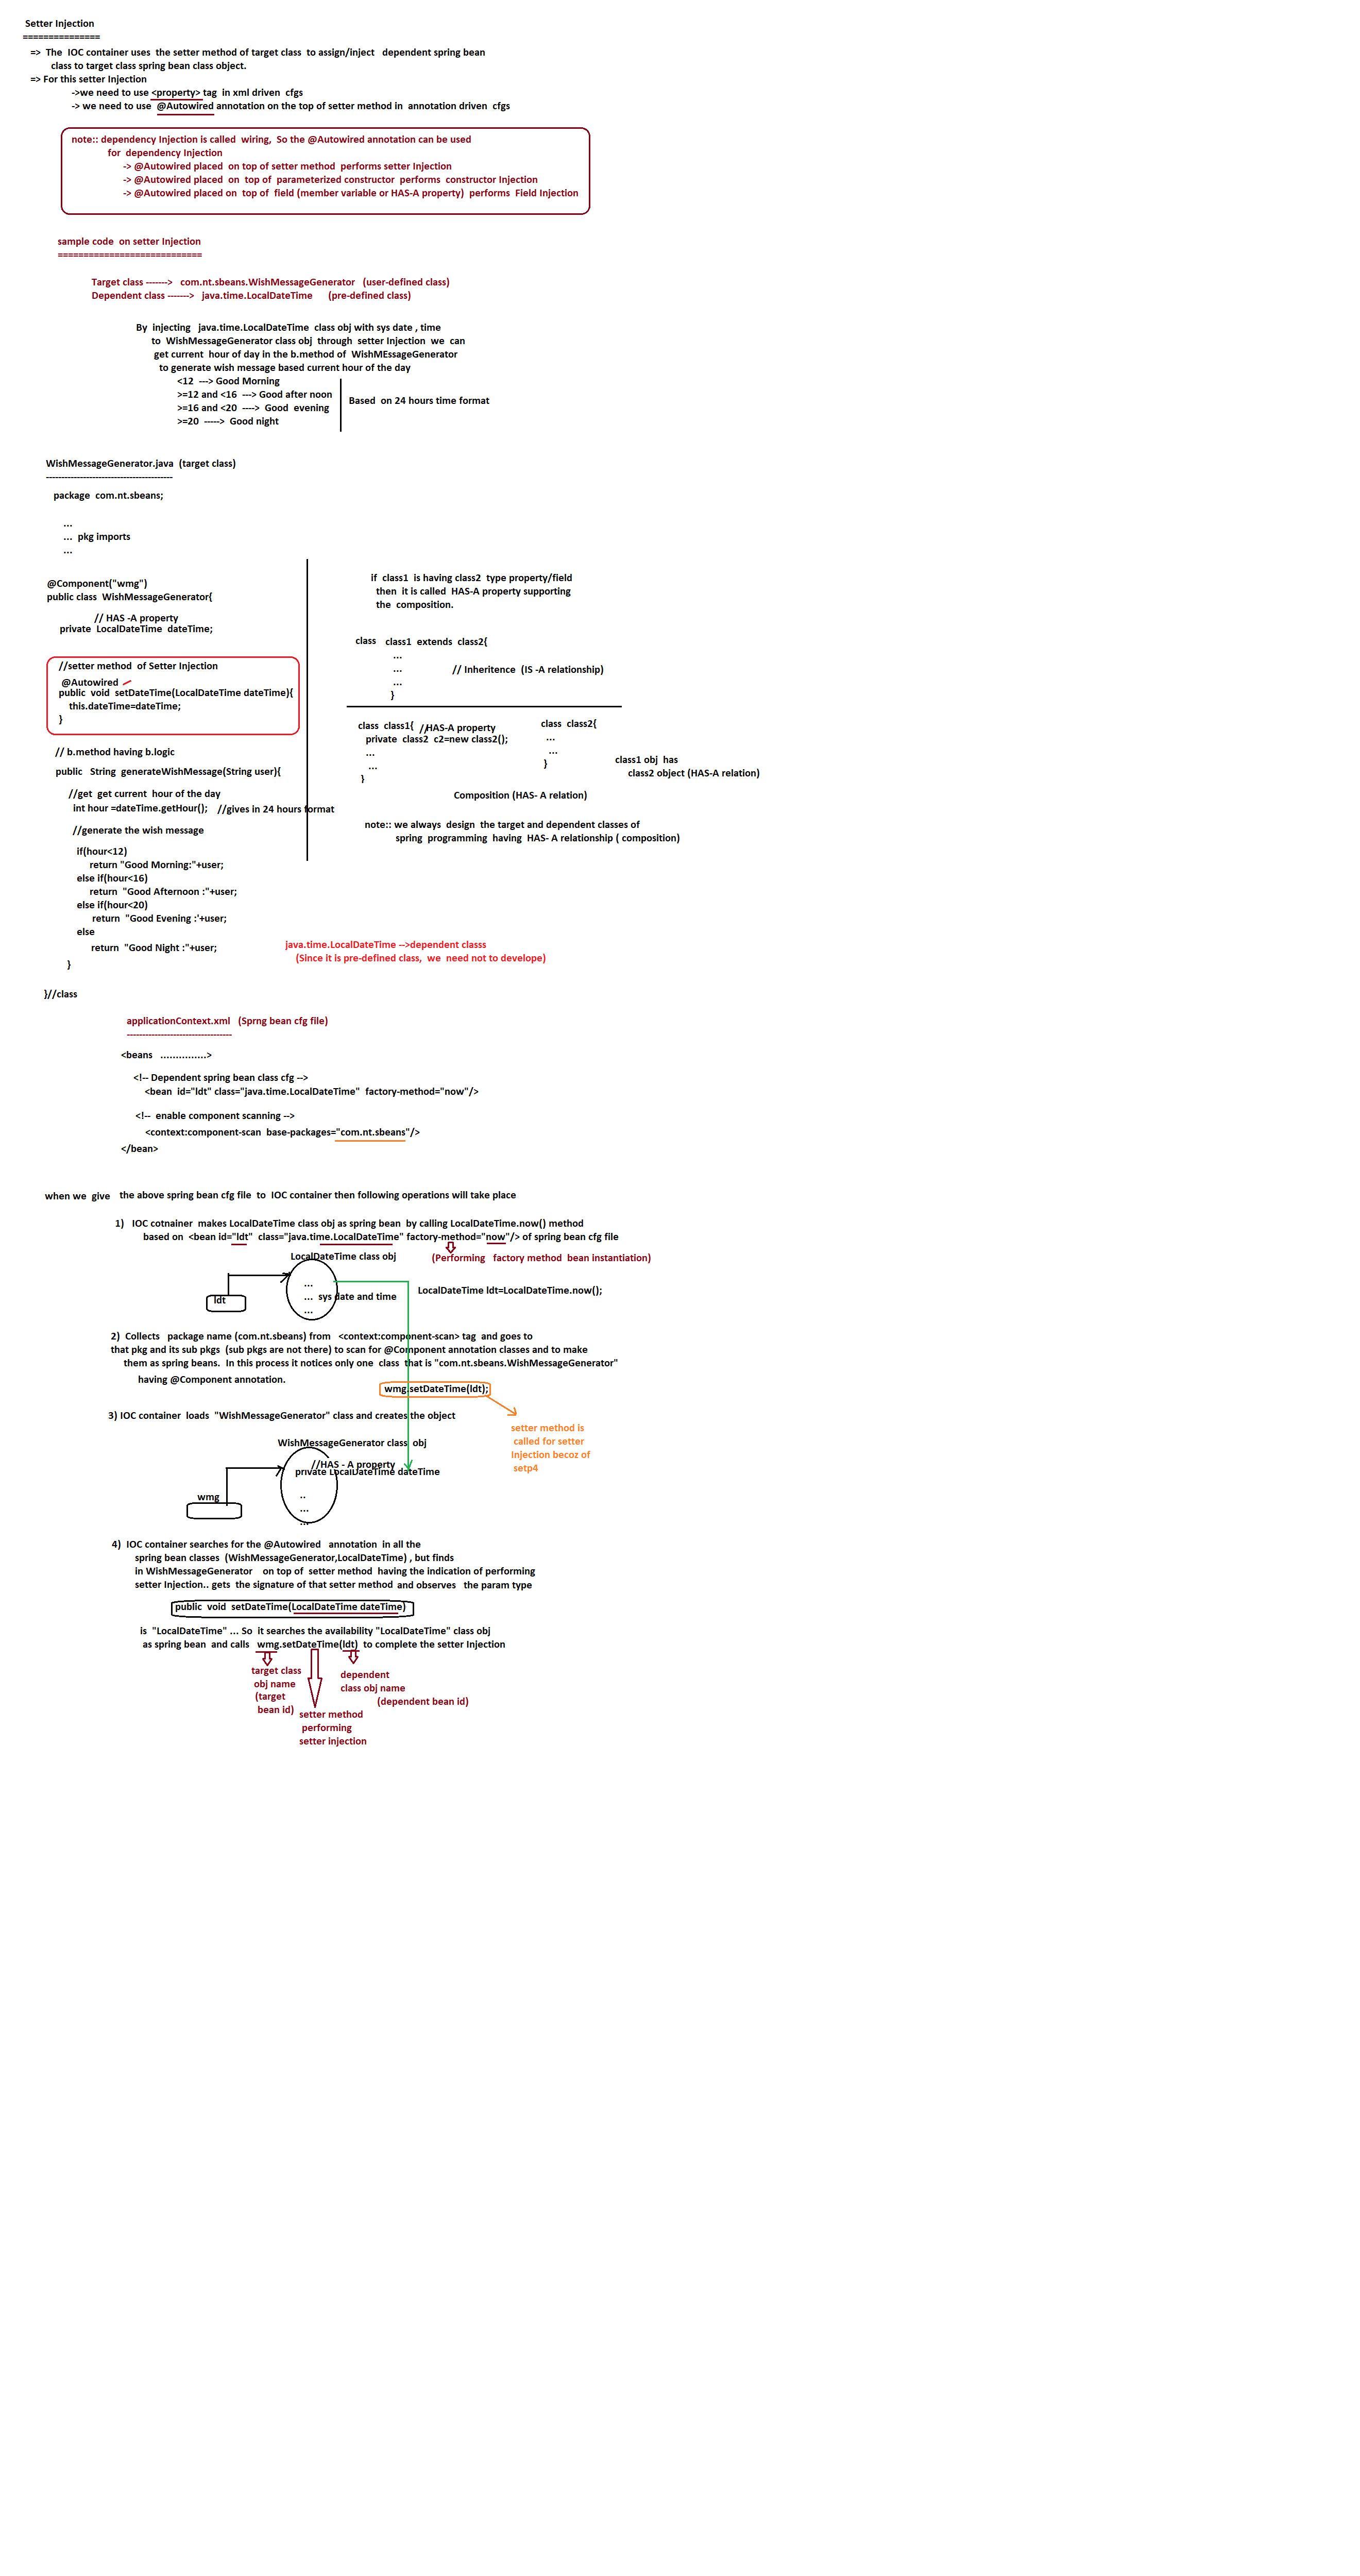 Setter Injection
===============
=> The IOC container uses the setter method of target class to assign/inject dependent spring bean
class to target class spring bean class object.
=> For this setter Injection
->we need to use <property> tag in xml driven cfgs
-> we need to use @Autowired annotation on the top of setter method in annotation driven cfgs
note:: dependency Injection is called wiring, So the @Autowired annotation can be used
for dependency Injection
-> @Autowired placed on top of setter method performs setter Injection
-> @Autowired placed on top of parameterized constructor performs constructor Injection
-> @Autowired placed on top of field (member variable or HAS-A property) performs Field Injection
sample code on setter Injection
============================
Target class -------> com.nt.sbeans.WishMessageGenerator (user-defined class)
Dependent class -------> java.time.LocalDateTime (pre-defined class)
By injecting java.time.LocalDateTime class obj with sys date , time
to WishMessageGenerator class obj through setter Injection we can
get current hour of day in the b.method of WishMEssageGenerator
to generate wish message based current hour of the day
<12 ---> Good Morning
>=12 and <16 ---> Good after noon
>=16 and <20 ----> Good evening
>=20 -----> Good night
Based on 24 hours time format
WishMessageGenerator.java (target class)
-----------------------------------------
package com.nt.sbeans;
...
... pkg imports
...
@Component("wmg")
public class WishMessageGenerator{
// HAS -A property
private LocalDateTime dateTime;
//setter method of Setter Injection
@Autowired
public void setDateTime(LocalDateTime dateTime){
this.dateTime=dateTime;
}
// b.method having b.logic
public String generateWishMessage(String user){
//get get current hour of the day
int hour =dateTime.getHour(); //gives in 24 hours format
//generate the wish message
if(hour<12)
return "Good Morning:"+user;
else if(hour<16)
return "Good Afternoon :"+user;
else if(hour<20)
return "Good Evening :'+user;
else
return "Good Night :"+user;
}
}//class
if class1 is having class2 type property/field
then it is called HAS-A property supporting
the composition.
class class1 extends class2{
...
... // Inheritence (IS -A relationship)
...
}
class class1{ //HAS-A property
private class2 c2=new class2();
...
...
}
class class2{
...
...
}
class1 obj has
class2 object (HAS-A relation)
Composition (HAS- A relation)
note:: we always design the target and dependent classes of
spring programming having HAS- A relationship ( composition)
java.time.LocalDateTime -->dependent classs
(Since it is pre-defined class, we need not to develope)
applicationContext.xml (Sprng bean cfg file)
----------------------------------
<beans ...............>
<!-- Dependent spring bean class cfg -->
<bean id="ldt" class="java.time.LocalDateTime" factory-method="now"/>
<!-- enable component scanning -->
<context:component-scan base-packages="com.nt.sbeans"/>
</bean>
when we give the above spring bean cfg file to IOC container then following operations will take place
1) IOC cotnainer makes LocalDateTime class obj as spring bean by calling LocalDateTime.now() method
based on <bean id="ldt" class="java.time.LocalDateTime" factory-method="now"/> of spring bean cfg file
LocalDateTime class obj
(Performing factory method bean instantiation)
ldt
...
... sys date and time
...
LocalDateTime ldt=LocalDateTime.now();
2) Collects package name (com.nt.sbeans) from <context:component-scan> tag and goes to
that pkg and its sub pkgs (sub pkgs are not there) to scan for @Component annotation classes and to make
them as spring beans. In this process it notices only one class that is "com.nt.sbeans.WishMessageGenerator"
having @Component annotation.
wmg.setDateTime(ldt);
3) IOC container loads "WishMessageGenerator" class and creates the object
setter method is
called for setter
Injection becoz of
setp4
WishMessageGenerator class obj
//HAS - A property
private LocalDateTime dateTime
wmg
..
...
...
4) IOC container searches for the @Autowired annotation in all the
spring bean classes (WishMessageGenerator,LocalDateTime) , but finds
in WishMessageGenerator on top of setter method having the indication of performing
setter Injection.. gets the signature of that setter method and observes the param type
public void setDateTime(LocalDateTime dateTime)
is "LocalDateTime" ... So it searches the availability "LocalDateTime" class obj
as spring bean and calls wmg.setDateTime(ldt) to complete the setter Injection
target class
obj name
(target
bean id)
setter method
performing
setter injection
dependent
class obj name
(dependent bean id)